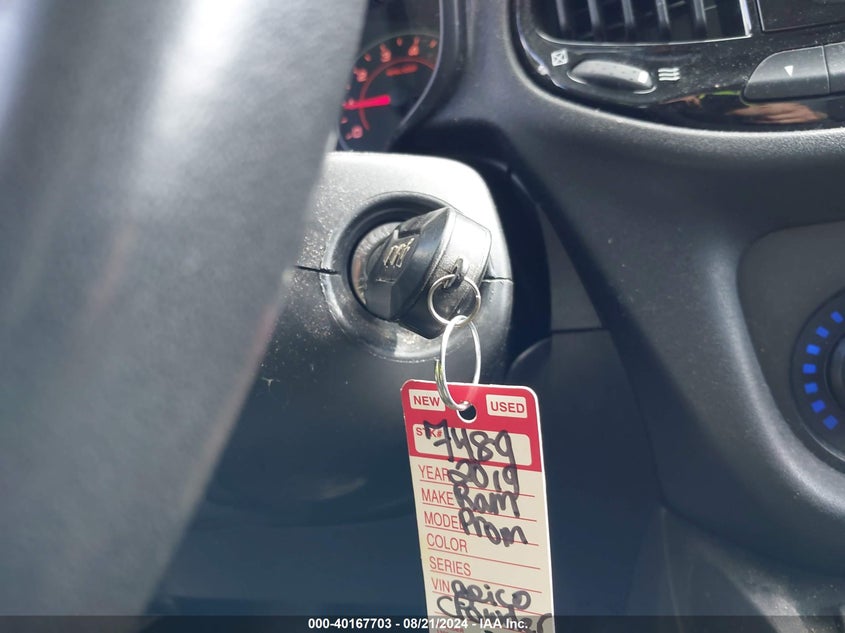 NEW USED
STK# 7489
YEAR 2019
MAKE Ram
MODEL Prom
COLOR
SERIES
VIN
000-40167703 - 08/21/2024 - IAA Inc.